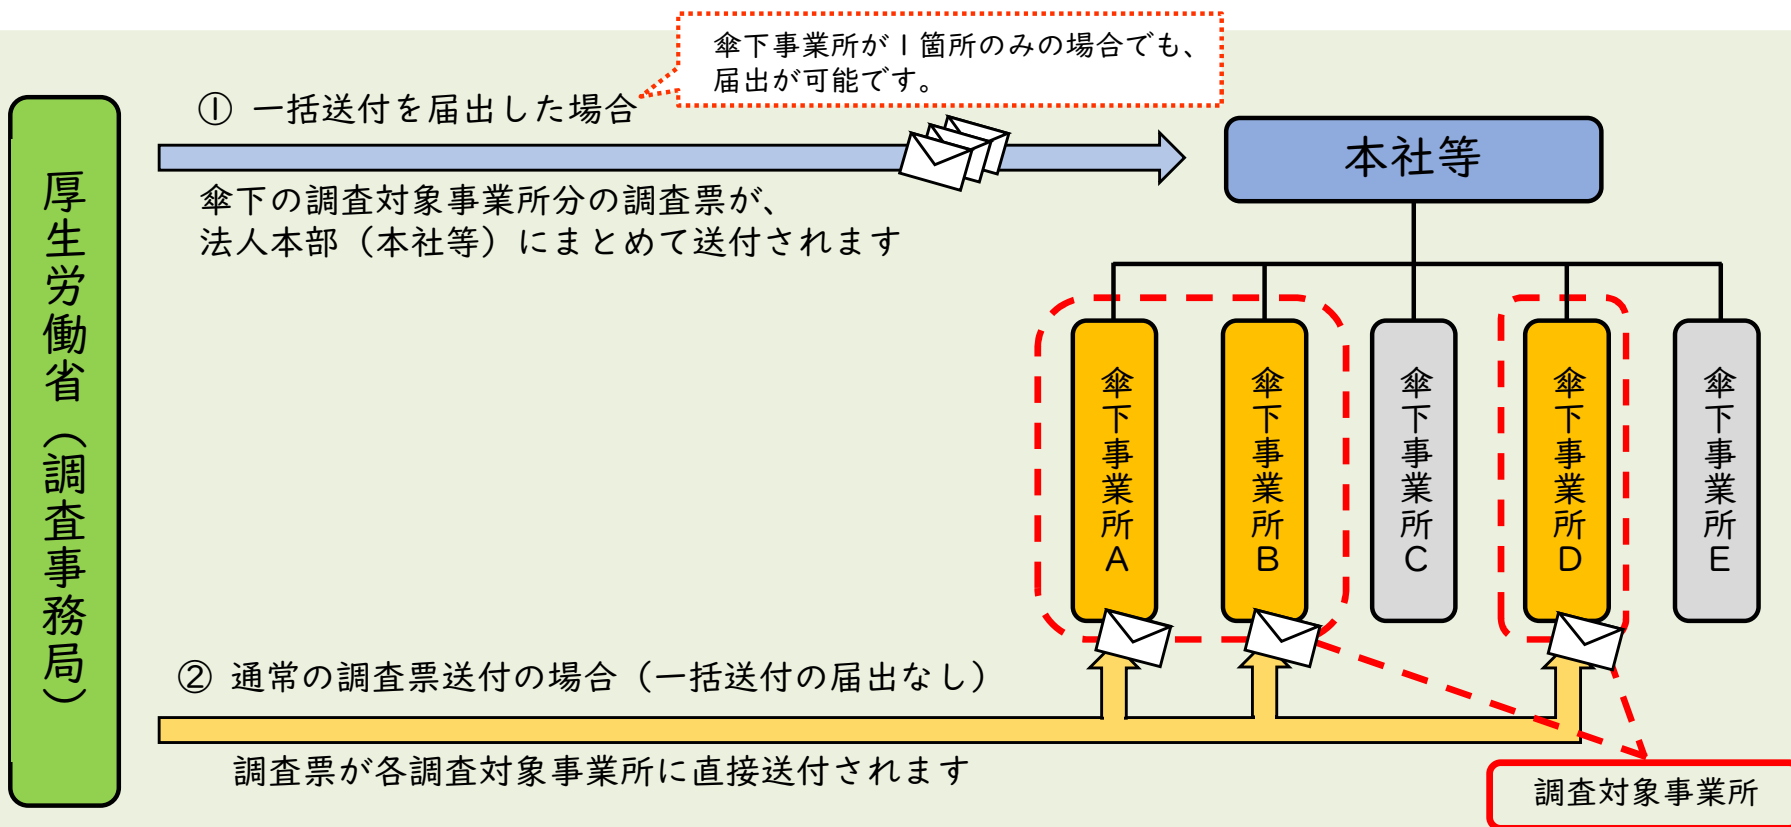 傘下事業所が1箇所のみの場合でも、
届出が可能です。
① 一括送付を届出した場合
本社等
傘下の調査対象事業所分の調査票が、
法人本部（本社等）にまとめて送付されます
厚生労働省（調査事務局）
傘下事業所A
傘下事業所B
傘下事業所C
傘下事業所D
傘下事業所E
② 通常の調査票送付の場合（一括送付の届出なし）
調査票が各調査対象事業所に直接送付されます
調査対象事業所